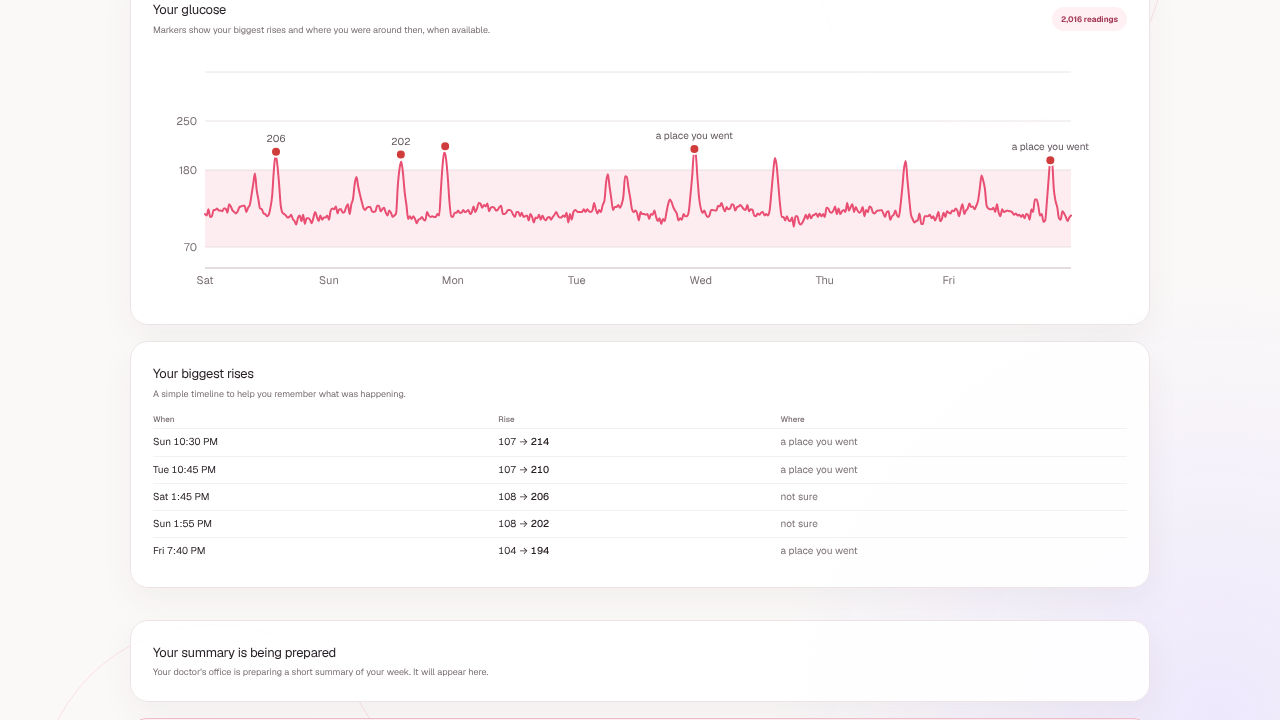 Your glucose
Markers show your biggest rises and where you were around then, when available.
2,016 readings
250
180
70
206
202
a place you went
a place you went
Sat Sun Mon Tue Wed Thu Fri
Your biggest rises
A simple timeline to help you remember what was happening.
When Rise Where
Sun 10:30 PM 107 → 214 a place you went
Tue 10:45 PM 107 → 210 a place you went
Sat 1:45 PM 108 → 206 not sure
Sun 1:55 PM 108 → 202 not sure
Fri 7:40 PM 104 → 194 a place you went
Your summary is being prepared
Your doctor's office is preparing a short summary of your week. It will appear here.